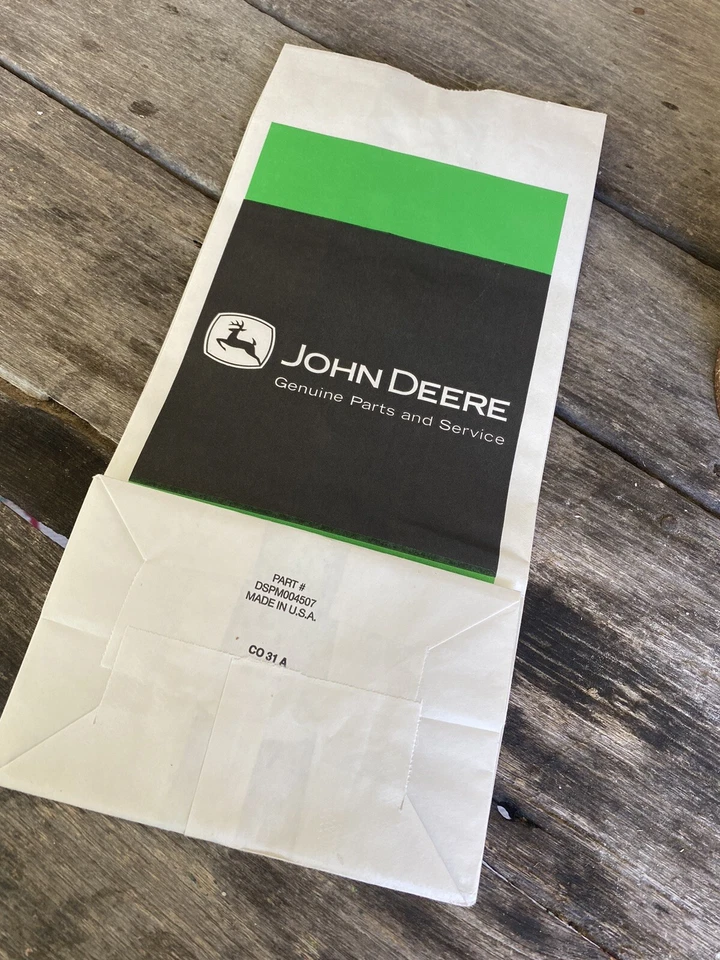 JOHN DEERE
Genuine Parts and Service
PART #
DSPM004507
MADE IN U.S.A.
CO 31 A